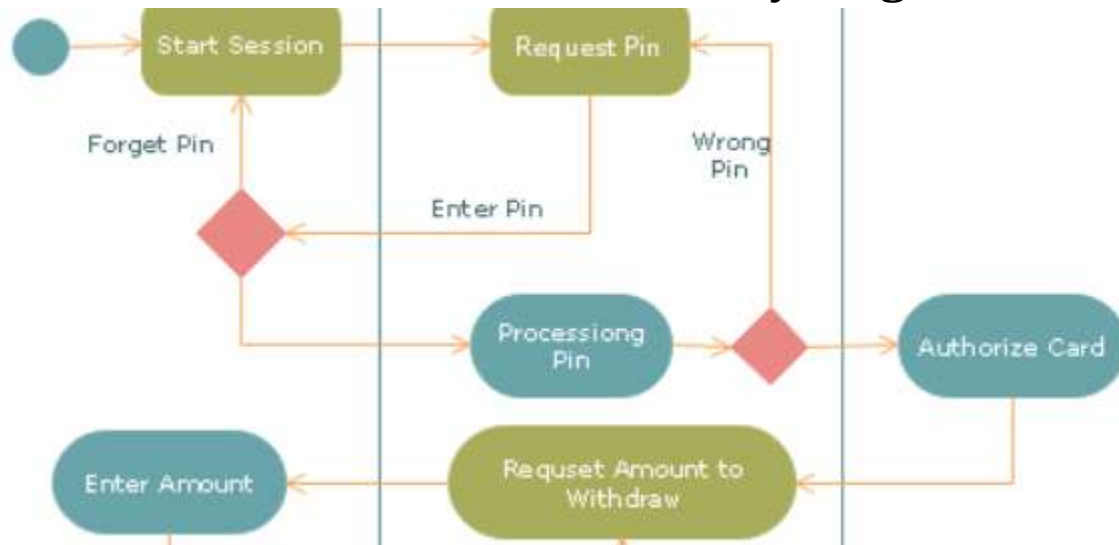 Start Session
Request Pin
Forget Pin
Wrong
Pin
Enter Pin
Processiong
Pin
Authorize Card
Enter Amount
Requset Amount to
Withdraw